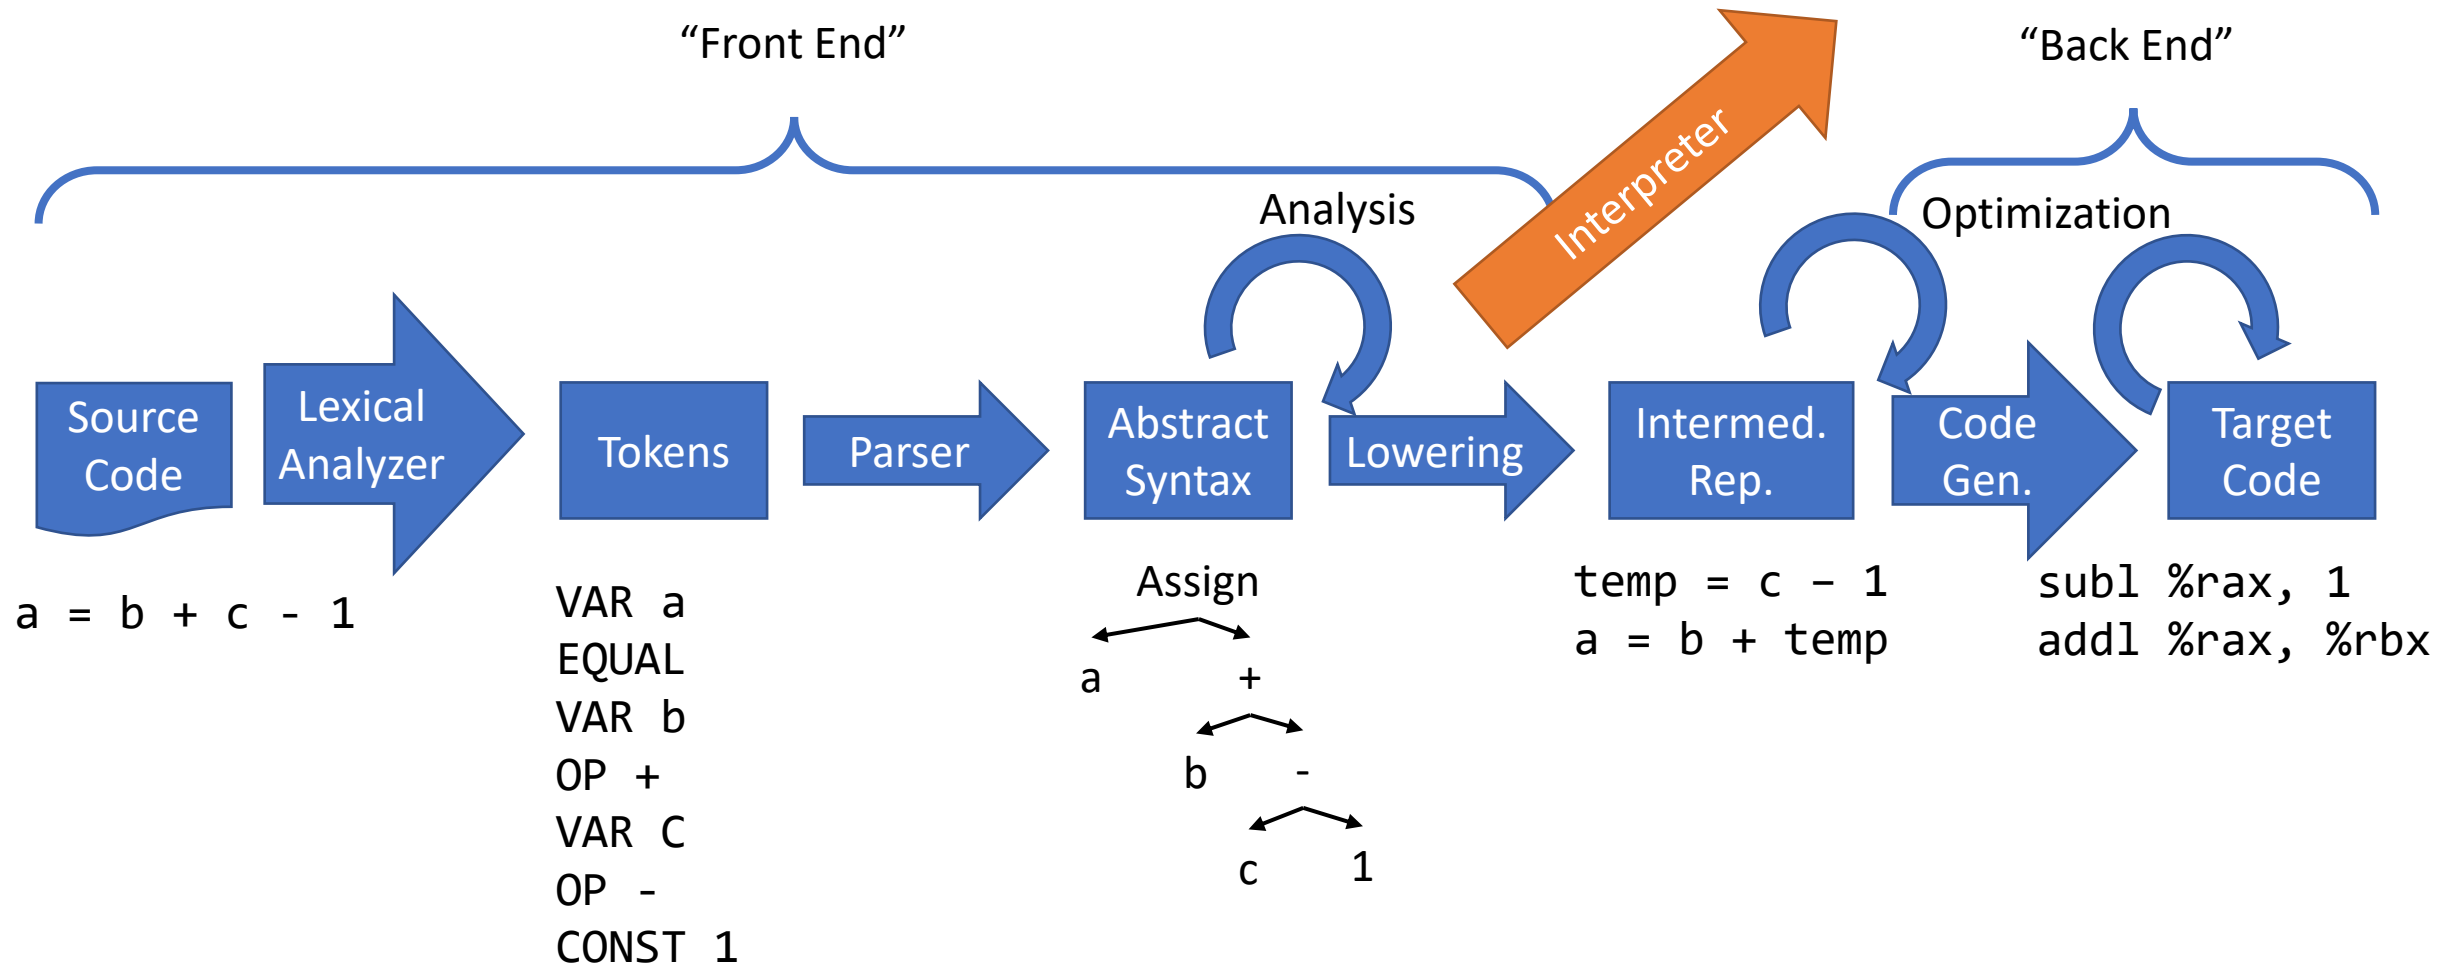 “Front End”
“Back End”
Interpreter
Analysis
Optimization
Source
Code
Lexical
Analyzer
Tokens
Parser
Abstract
Syntax
Lowering
Intermed.
Rep.
Code
Gen.
Target
Code
a = b + c - 1
VAR a
EQUAL
VAR b
OP +
VAR C
OP -
CONST 1
Assign
a +
b -
c 1
temp = c – 1
a = b + temp
subl %rax, 1
addl %rax, %rbx